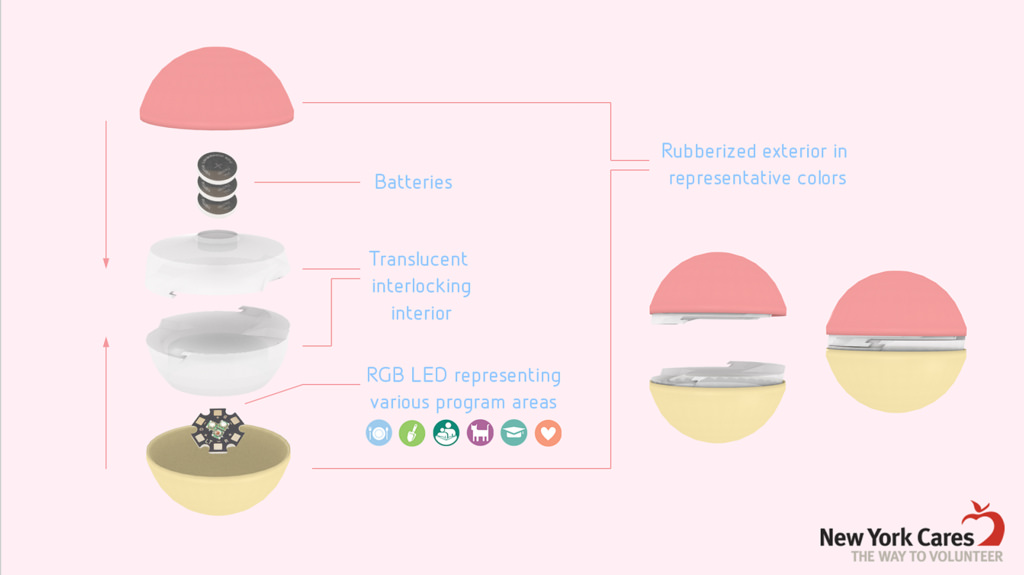 Batteries
Translucent
interlocking
interior
RGB LED representing
various program areas
Rubberized exterior in
representative colors
New York Cares
THE WAY TO VOLUNTEER